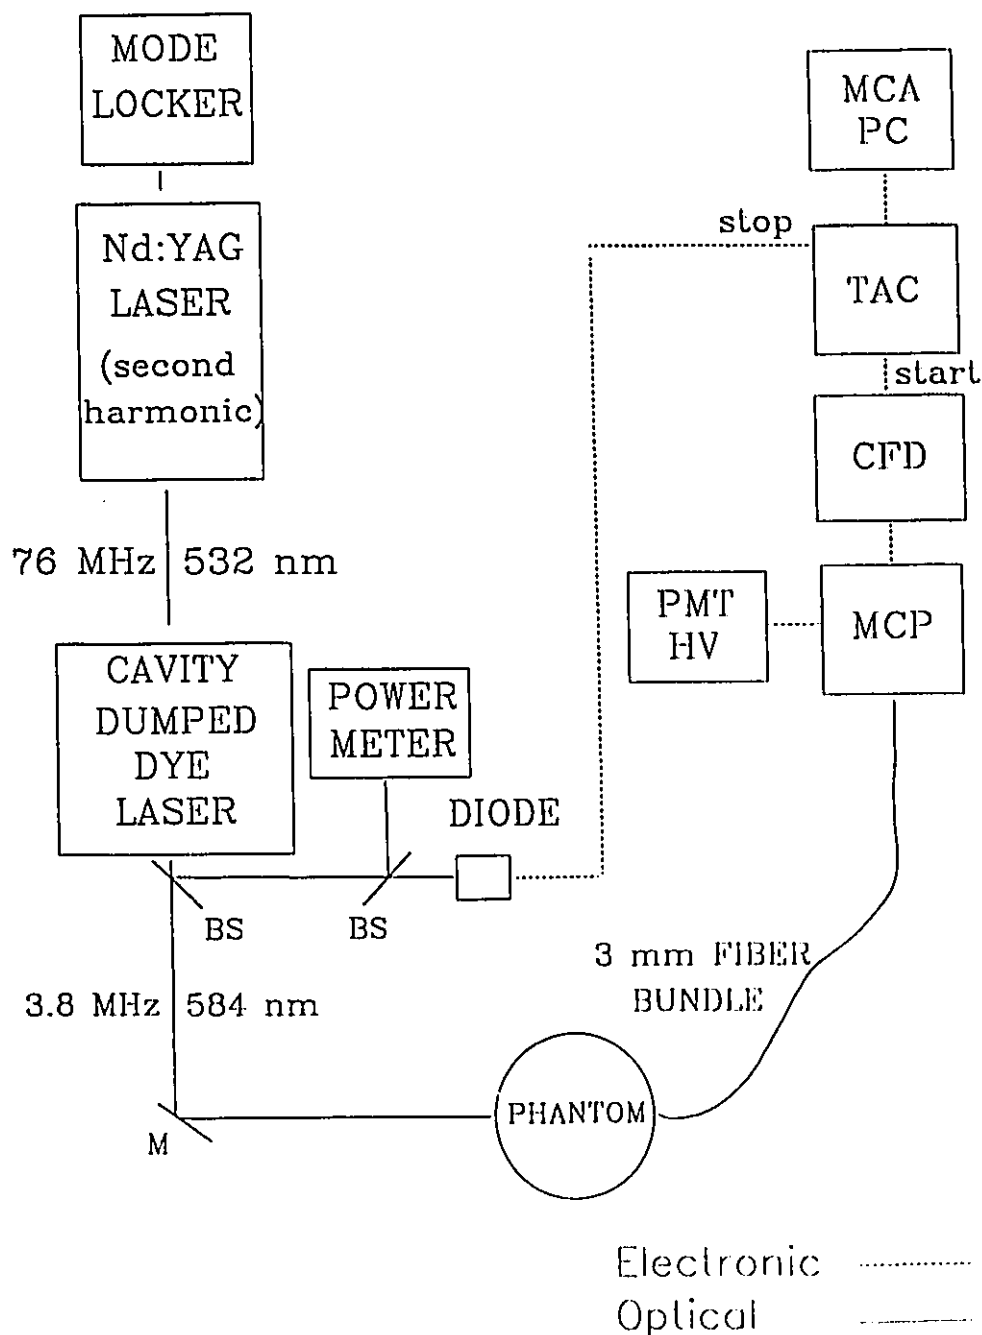 MODE
LOCKER
Nd:YAG
LASER
(second
harmonic)
76 MHz 532 nm
CAVITY
DUMPED
DYE
LASER
POWER
METER
DIODE
BS
BS
3.8 MHz 584 nm
M
PHANTOM
3 mm FIBER
BUNDLE
MCA
PC
stop
TAC
start
CFD
PMT
HV
MCP
Electronic
Optical